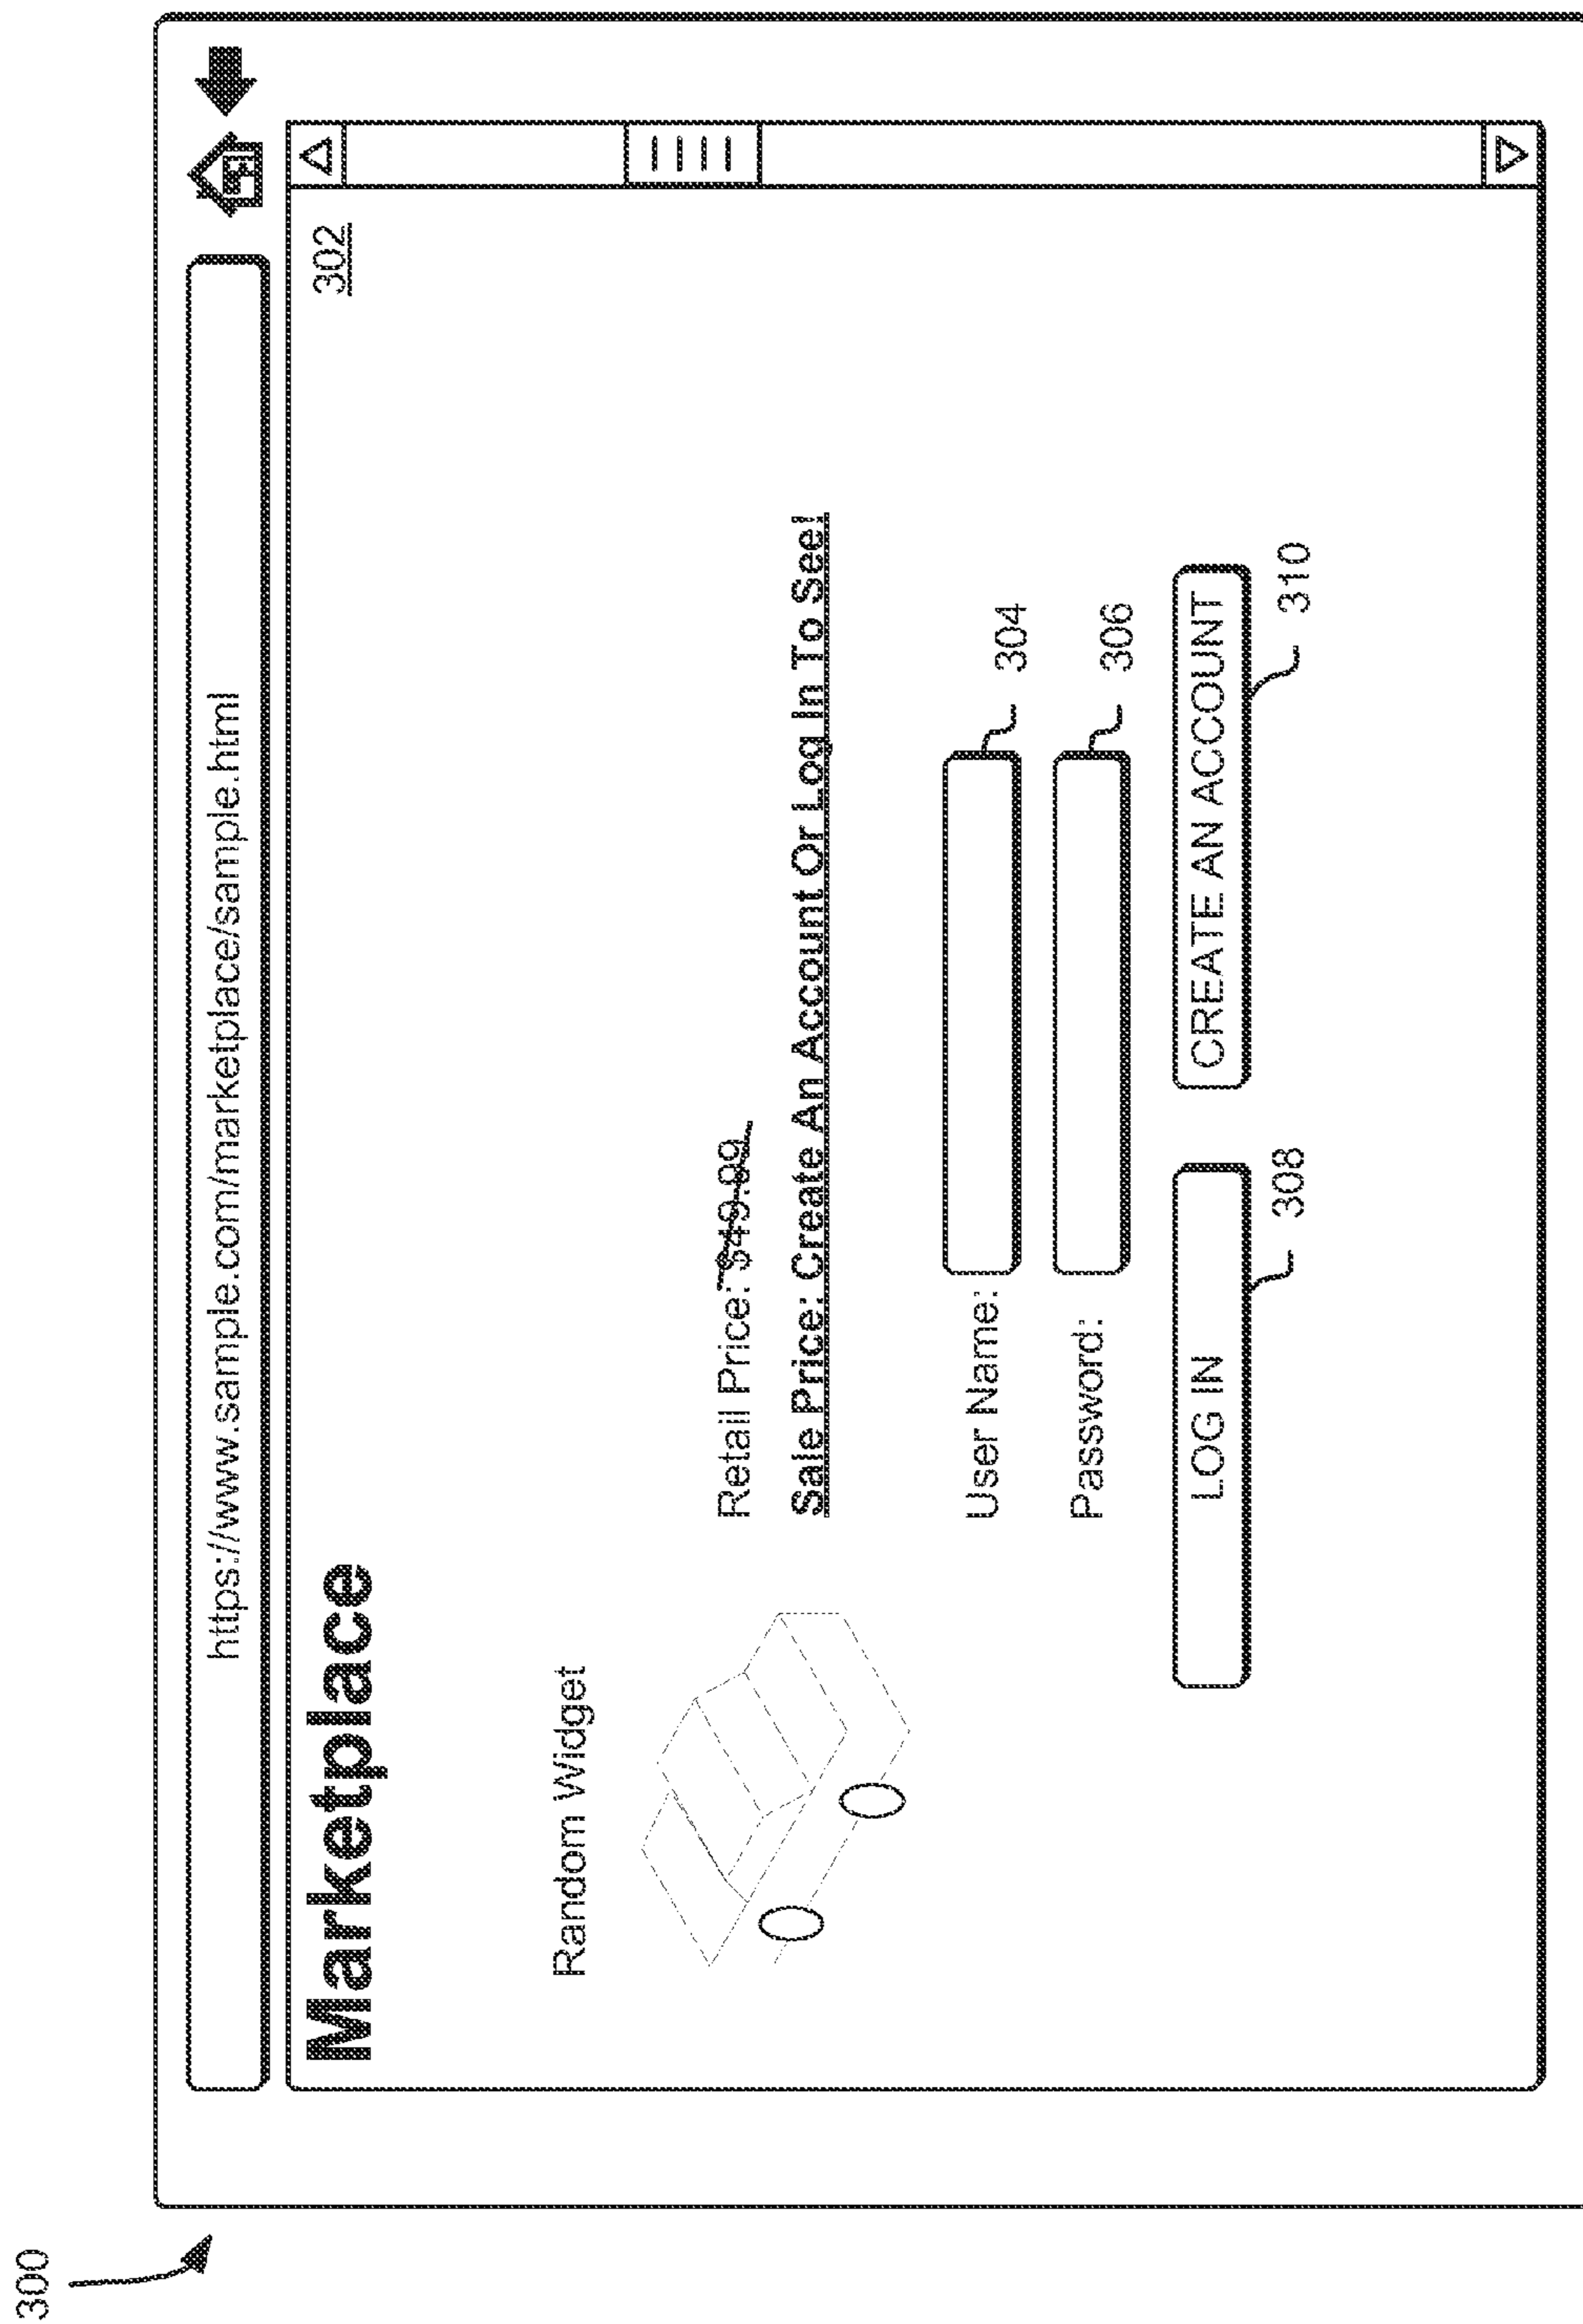 300
https://www.sample.com/marketplace/sample.html
Marketplace
302
Random Widget
Retail Price: $49.99
Sale Price: Create An Account Or Log In To See!
User Name:
304
Password:
306
LOG IN
CREATE AN ACCOUNT
308
310